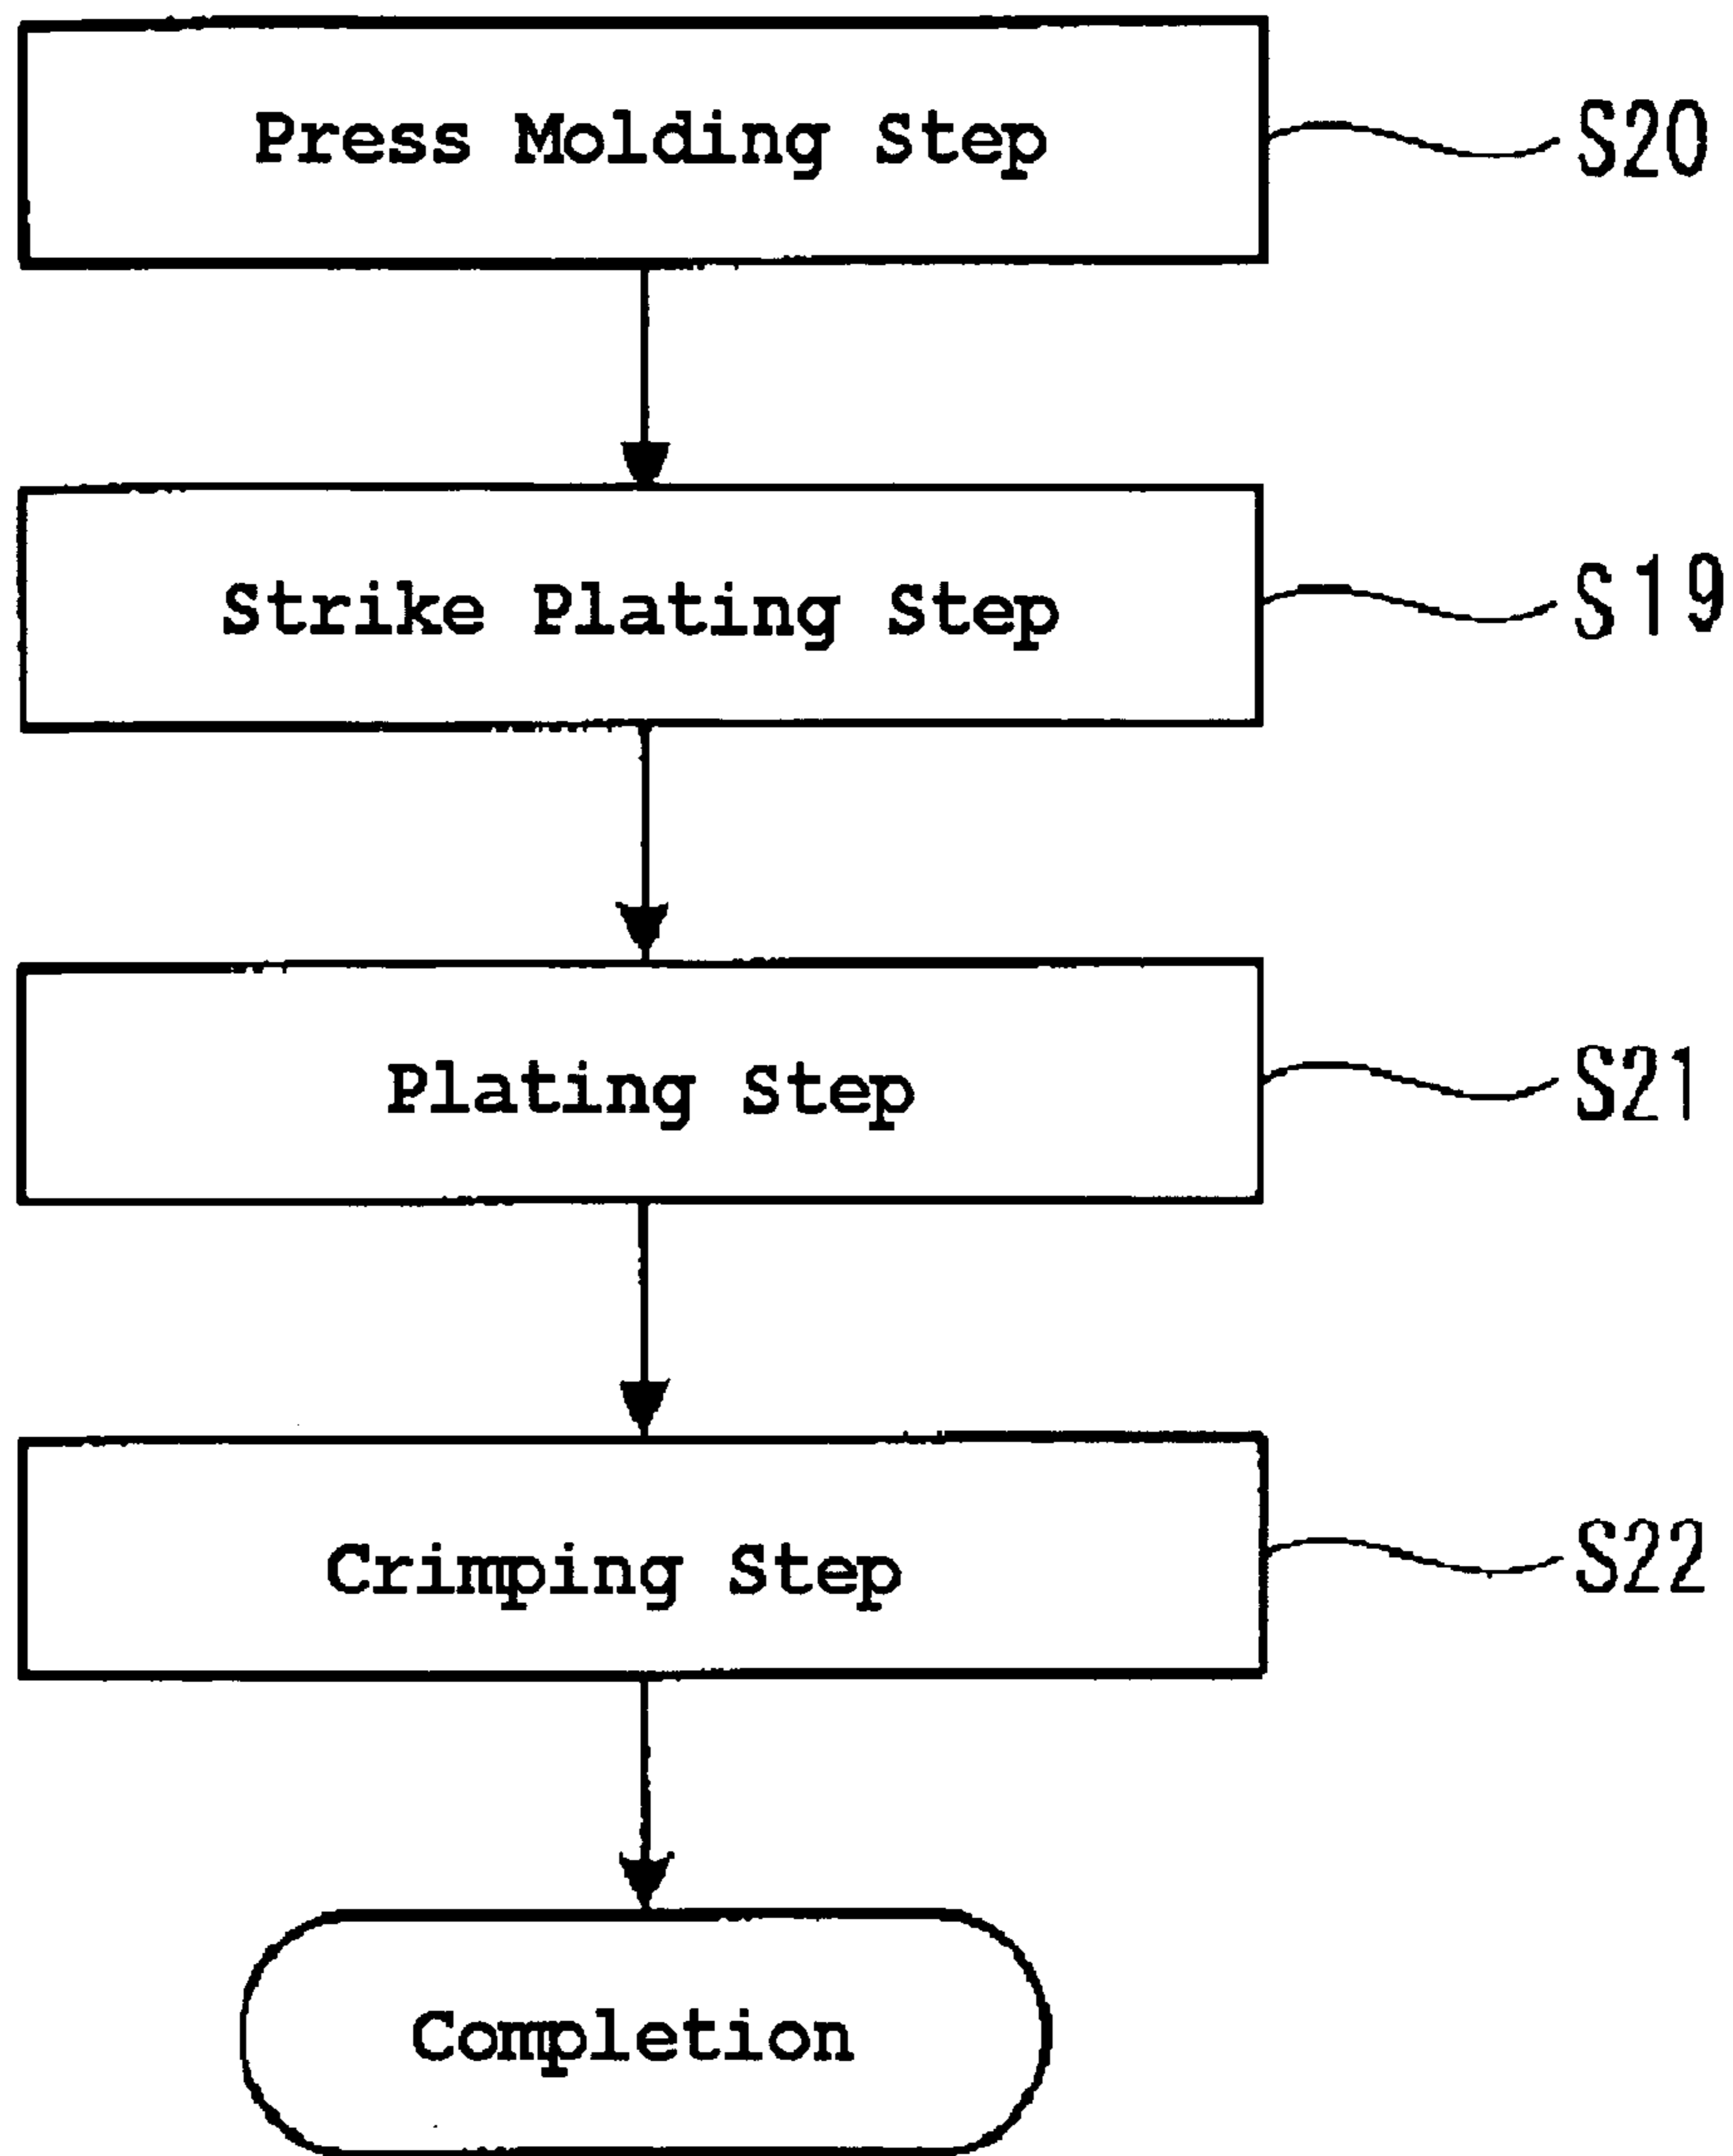 Press Molding Step
S20
Strike Plating Step
S19
Plating Step
S21
Crimping Step
S22
Completion